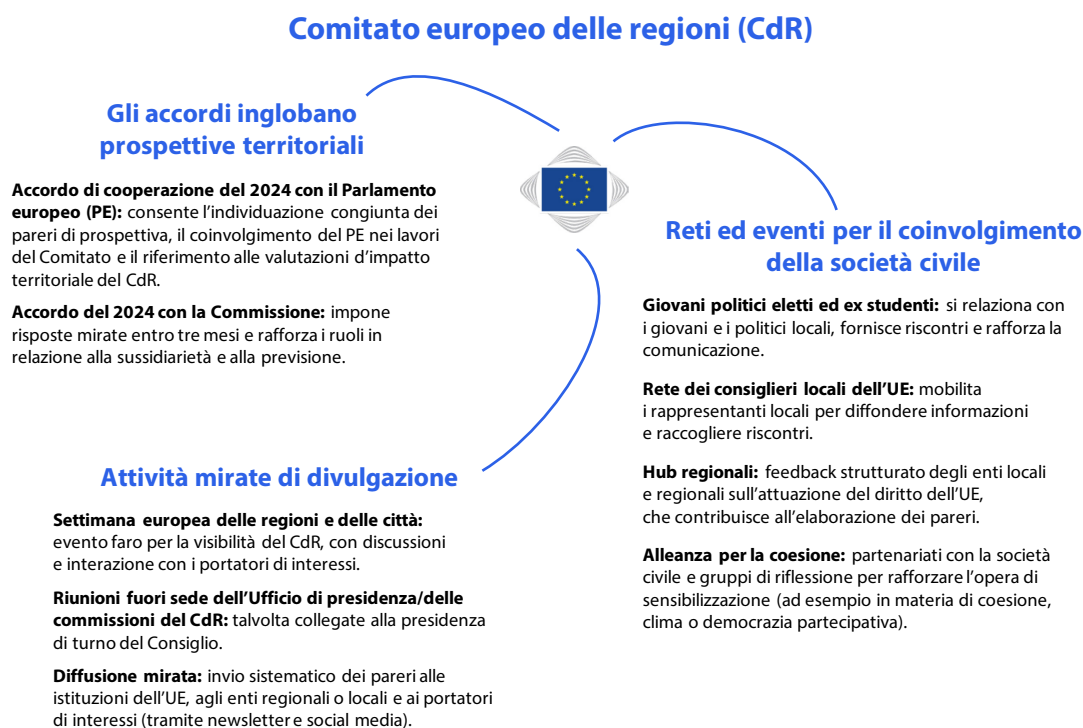 Comitato europeo delle regioni (CdR)
Gli accordi inglobano
prospettive territoriali
Accordo di cooperazione del 2024 con il Parlamento
europeo (PE): consente l'individuazione congiunta dei
pareri di prospettiva, il coinvolgimento del PE nei lavori
del Comitato e il riferimento alle valutazioni d'impatto
territoriale del CdR.
Accordo del 2024 con la Commissione: impone
risposte mirate entro tre mesi e rafforza i ruoli in
relazione alla sussidiarietà e alla previsione.
Reti ed eventi per il coinvolgimento
della società civile
Giovani politici eletti ed ex studenti: si relaziona con
i giovani e i politici locali, fornisce riscontri e rafforza la
comunicazione.
Rete dei consiglieri locali dell'UE: mobilita
i rappresentanti locali per diffondere informazioni
e raccogliere riscontri.
Hub regionali: feedback strutturato degli enti locali
e regionali sull'attuazione del diritto dell'UE,
che contribuisce all'elaborazione dei pareri.
Alleanza per la coesione: partenariati con la società
civile e gruppi di riflessione per rafforzare l'opera di
sensibilizzazione (ad esempio in materia di coesione,
clima o democrazia partecipativa).
Attività mirate di divulgazione
Settimana europea delle regioni e delle città:
evento faro per la visibilità del CdR, con discussioni
e interazione con i portatori di interessi.
Riunioni fuori sede dell'Ufficio di presidenza/delle
commissioni del CdR: talvolta collegate alla presidenza
di turno del Consiglio.
Diffusione mirata: invio sistematico dei pareri alle
istituzioni dell'UE, agli enti regionali o locali e ai portatori
di interessi (tramite newsletter e social media).